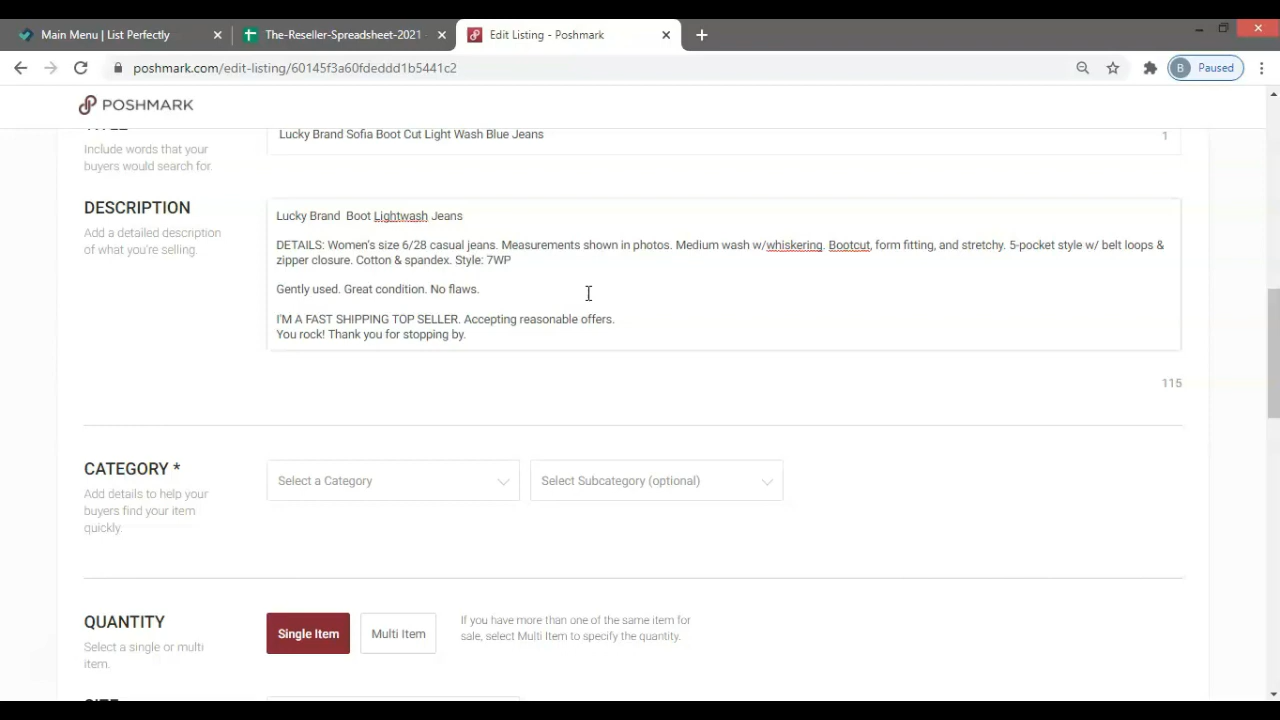 Main Menu | List Perfectly
The-Reseller-Spreadsheet-2021
Edit Listing - Poshmark
poshmark.com/edit-listing/60145f3a60fdeddd1b5441c2
B Paused
POSHMARK
TITLE
Include words that your
buyers would search for.
Lucky Brand Sofia Boot Cut Light Wash Blue Jeans
1
DESCRIPTION
Add a detailed description
of what you're selling.
Lucky Brand  Boot Lightwash Jeans
DETAILS: Women's size 6/28 casual jeans. Measurements shown in photos. Medium wash w/whiskering. Bootcut, form fitting, and stretchy. 5-pocket style w/ belt loops &
zipper closure. Cotton & spandex. Style: 7WP
Gently used. Great condition. No flaws.
I'M A FAST SHIPPING TOP SELLER. Accepting reasonable offers.
You rock! Thank you for stopping by.
115
CATEGORY *
Add details to help your
buyers find your item
quickly.
Select a Category
Select Subcategory (optional)
QUANTITY
Select a single or multi
item.
Single Item
Multi Item
If you have more than one of the same item for
sale, select Multi Item to specify the quantity.
SIZE